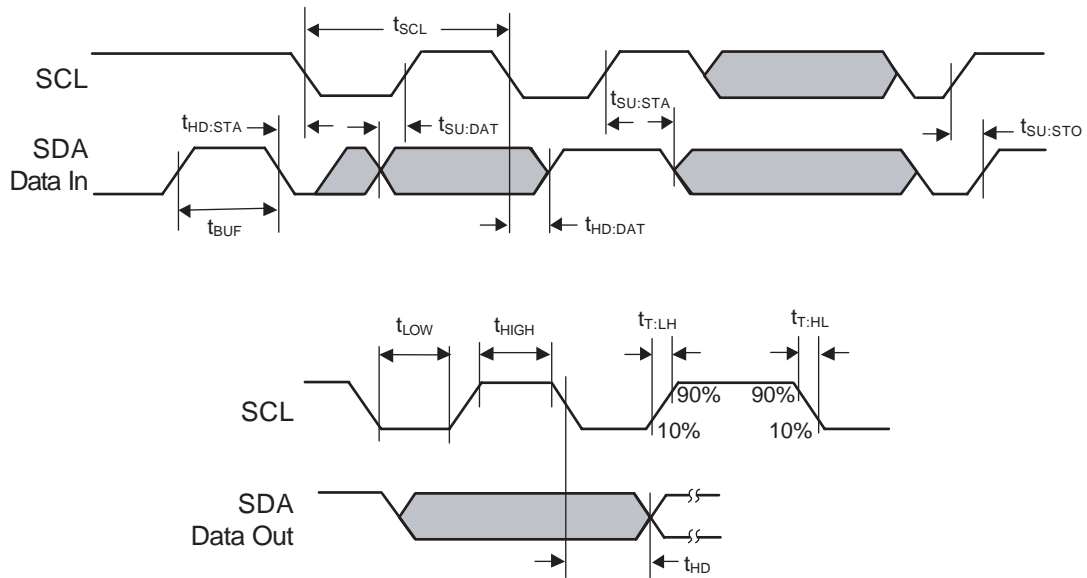 tSCL
SCL
tSU:STA
tHD:STA
tSU:DAT
tSU:STO
SDA
Data In
tBUF
tHD:DAT
tLOW
tHIGH
tT:LH
tT:HL
90%
90%
SCL
10%
10%
SDA
Data Out
tHD